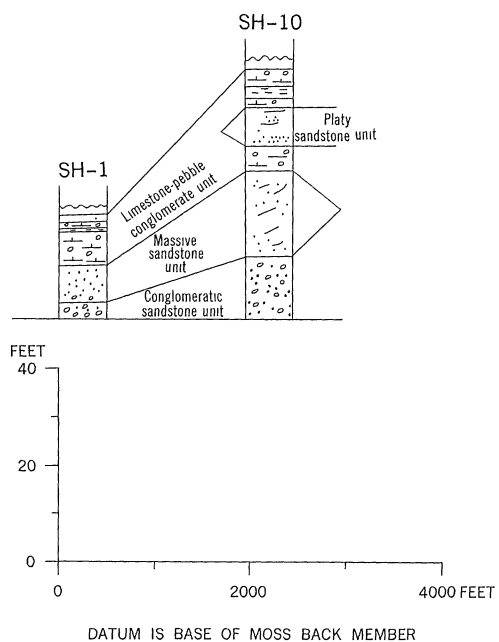 SH-10
Platy
sandstone unit
SH-1
Limestone-pebble
conglomerate unit
Massive
sandstone
unit
Conglomeratic
sandstone unit
FEET
40
20
0
0 2000 4000 FEET
DATUM IS BASE OF MOSS BACK MEMBER